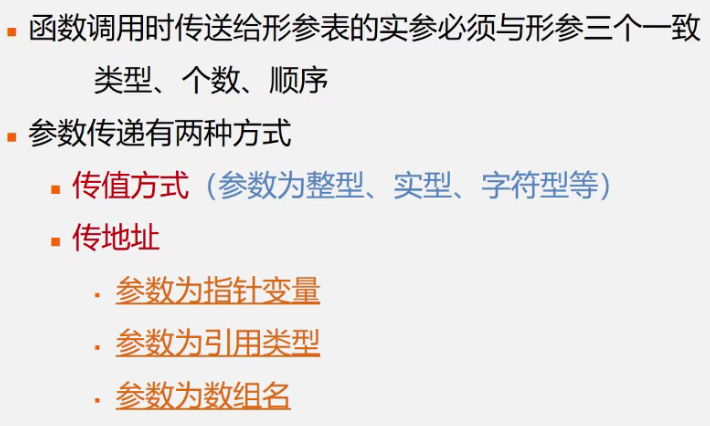 函数调用时传送给形参表的实参必须与形参三个一致
类型、个数、顺序
参数传递有两种方式
传值方式（参数为整型、实型、字符型等）
传地址
参数为指针变量
参数为引用类型
参数为数组名